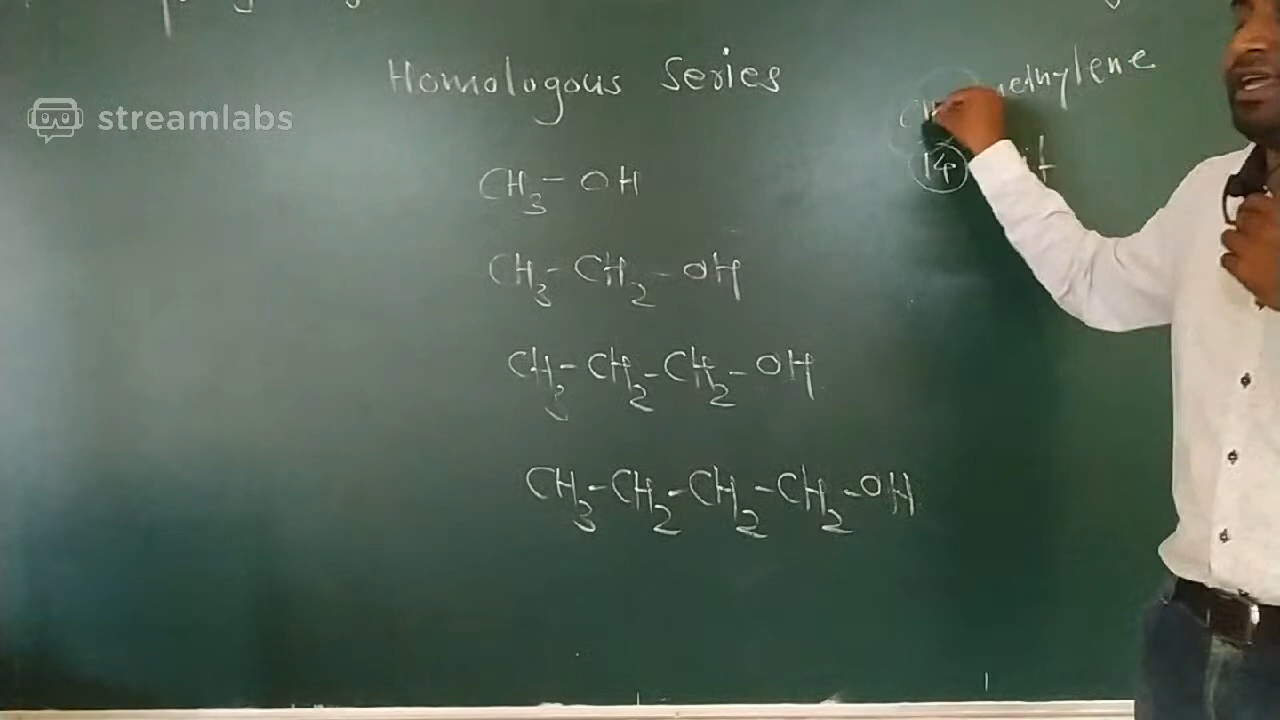 streamlabs
Homologous Series
methylene
14
CH3-OH
CH3-CH2-OH
CH3-CH2-CH2-OH
CH3-CH2-CH2-CH2-OH